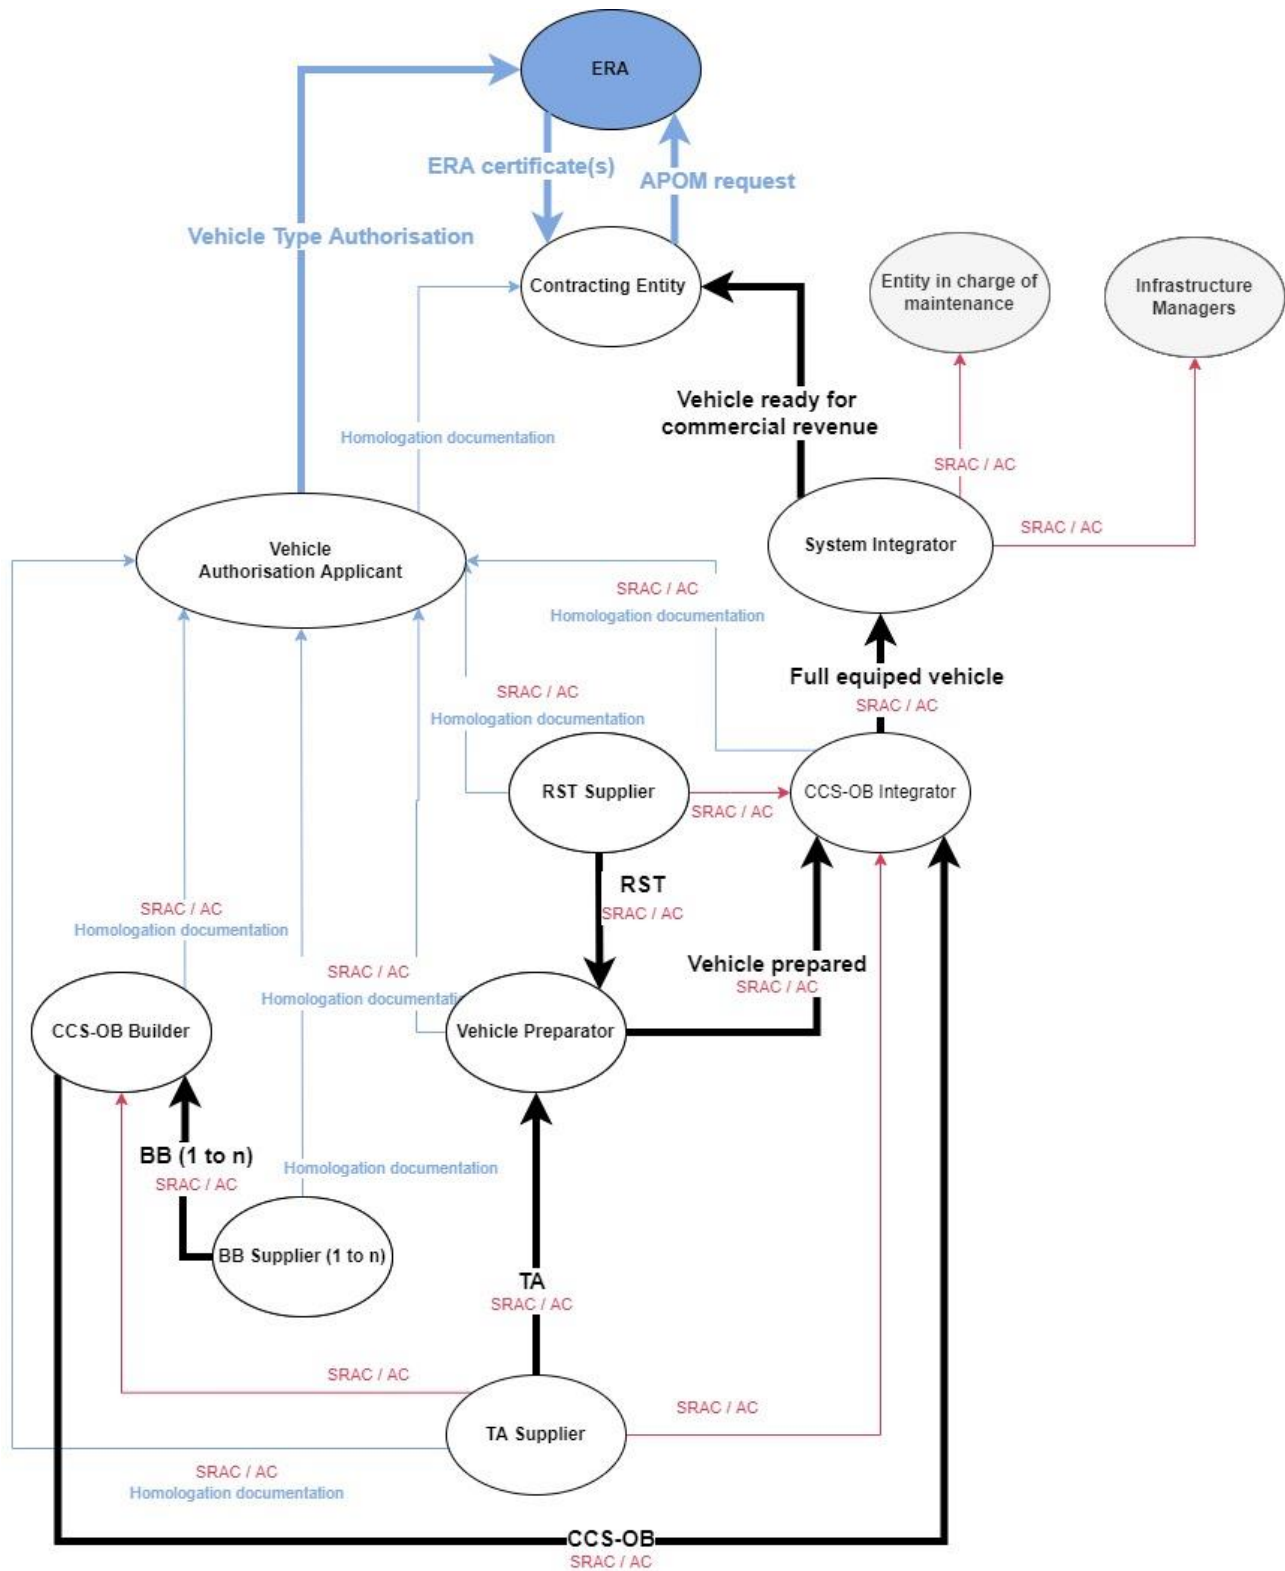 ERA
ERA certificate(s)
APOM request
Vehicle Type Authorisation
Contracting Entity
Entity in charge of
maintenance
Infrastructure
Managers
Vehicle ready for
commercial revenue
Homologation documentation
SRAC / AC
SRAC / AC
System Integrator
Vehicle
Authorisation Applicant
SRAC / AC
Homologation documentation
Full equiped vehicle
SRAC / AC
SRAC / AC
Homologation documentation
RST Supplier
SRAC / AC
CCS-OB Integrator
RST
SRAC / AC
SRAC / AC
Homologation documentation
Vehicle prepared
SRAC / AC
SRAC / AC
Homologation documentatio
CCS-OB Builder
Vehicle Preparator
BB (1 to n)
SRAC / AC
Homologation documentation
BB Supplier (1 to n)
TA
SRAC / AC
SRAC / AC
SRAC / AC
TA Supplier
SRAC / AC
Homologation documentation
CCS-OB
SRAC / AC